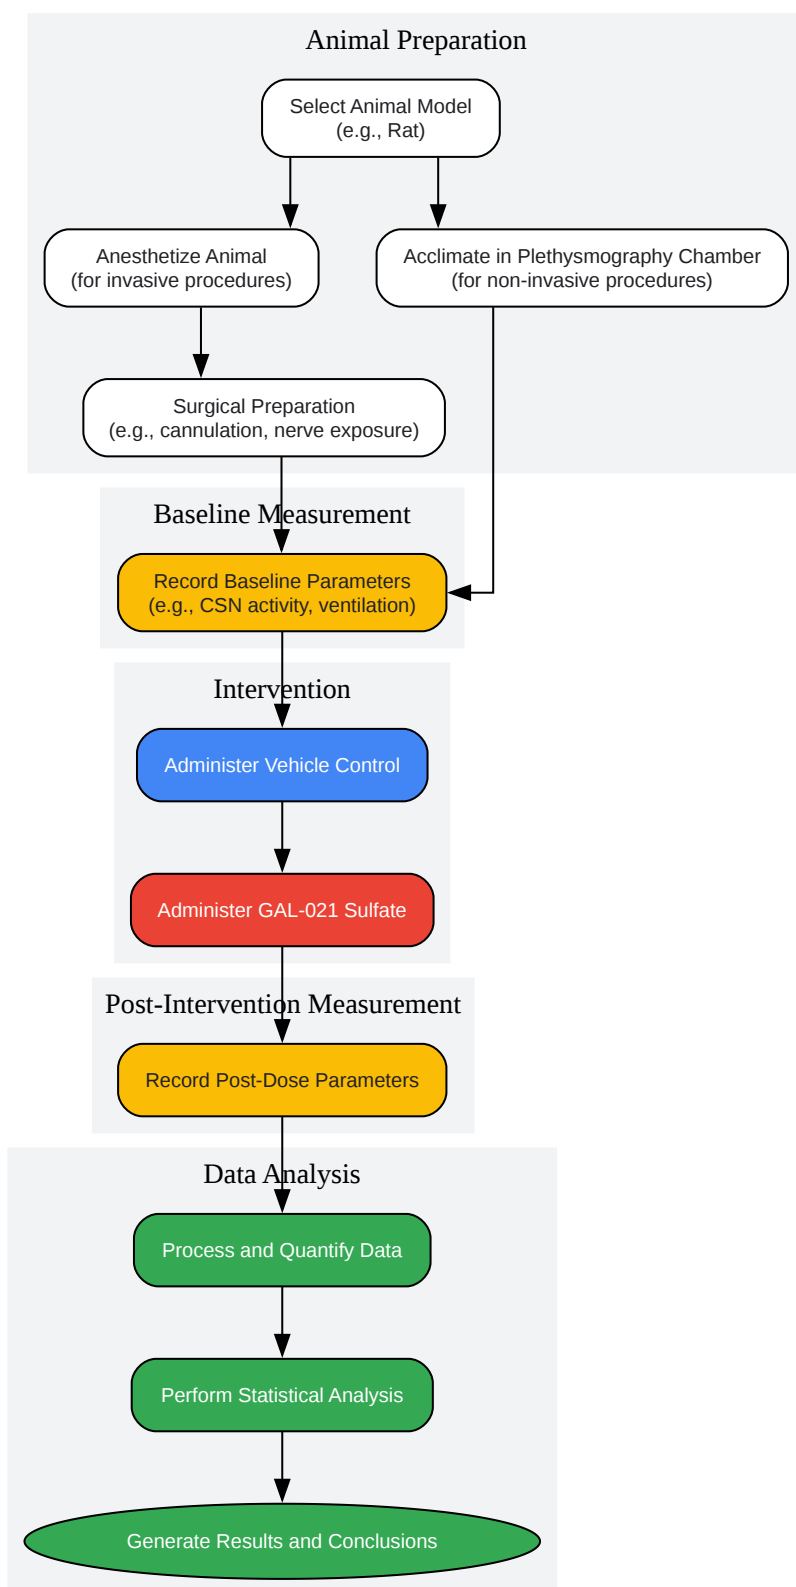 Animal Preparation
Select Animal Model
(e.g., Rat)
Anesthetize Animal
(for invasive procedures)
Acclimate in Plethysmography Chamber
(for non-invasive procedures)
Surgical Preparation
(e.g., cannulation, nerve exposure)
Baseline Measurement
Record Baseline Parameters
(e.g., CSN activity, ventilation)
Intervention
Administer Vehicle Control
Administer GAL-021 Sulfate
Post-Intervention Measurement
Record Post-Dose Parameters
Data Analysis
Process and Quantify Data
Perform Statistical Analysis
Generate Results and Conclusions